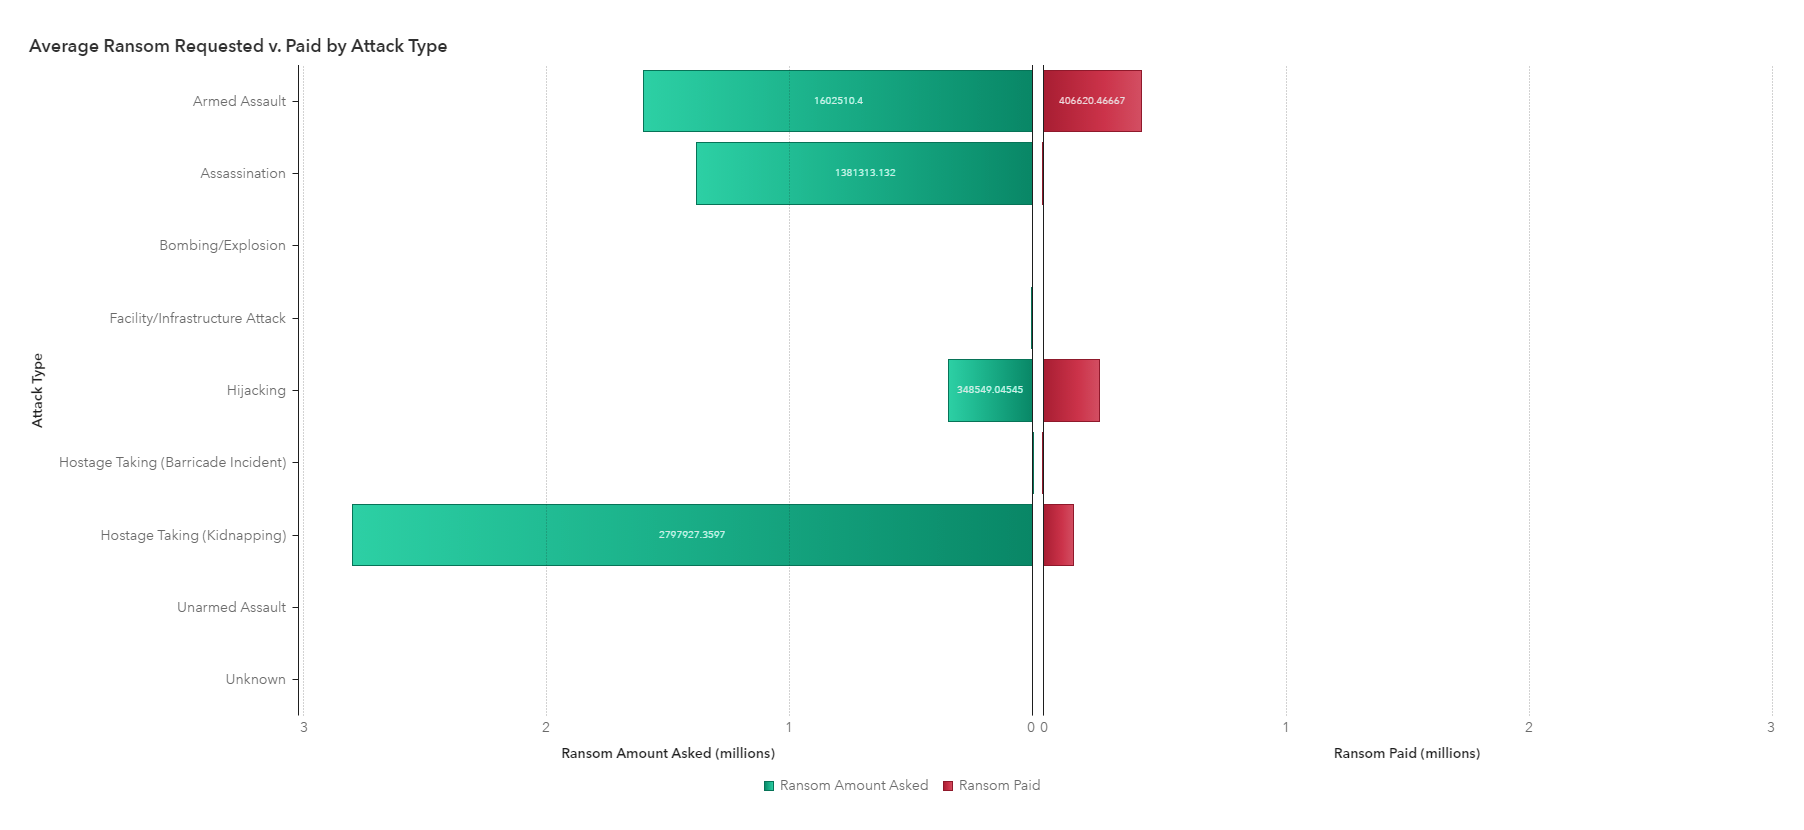 Average Ransom Requested v. Paid by Attack Type
Attack Type
Armed Assault
1602510.4
406620.46667
Assassination
1381313.132
Bombing/Explosion
Facility/Infrastructure Attack
Hijacking
348549.04545
Hostage Taking (Barricade Incident)
Hostage Taking (Kidnapping)
2797927.3597
Unarmed Assault
Unknown
3 2 1 0 0 1 2 3
Ransom Amount Asked (millions) Ransom Paid (millions)
Ransom Amount Asked Ransom Paid